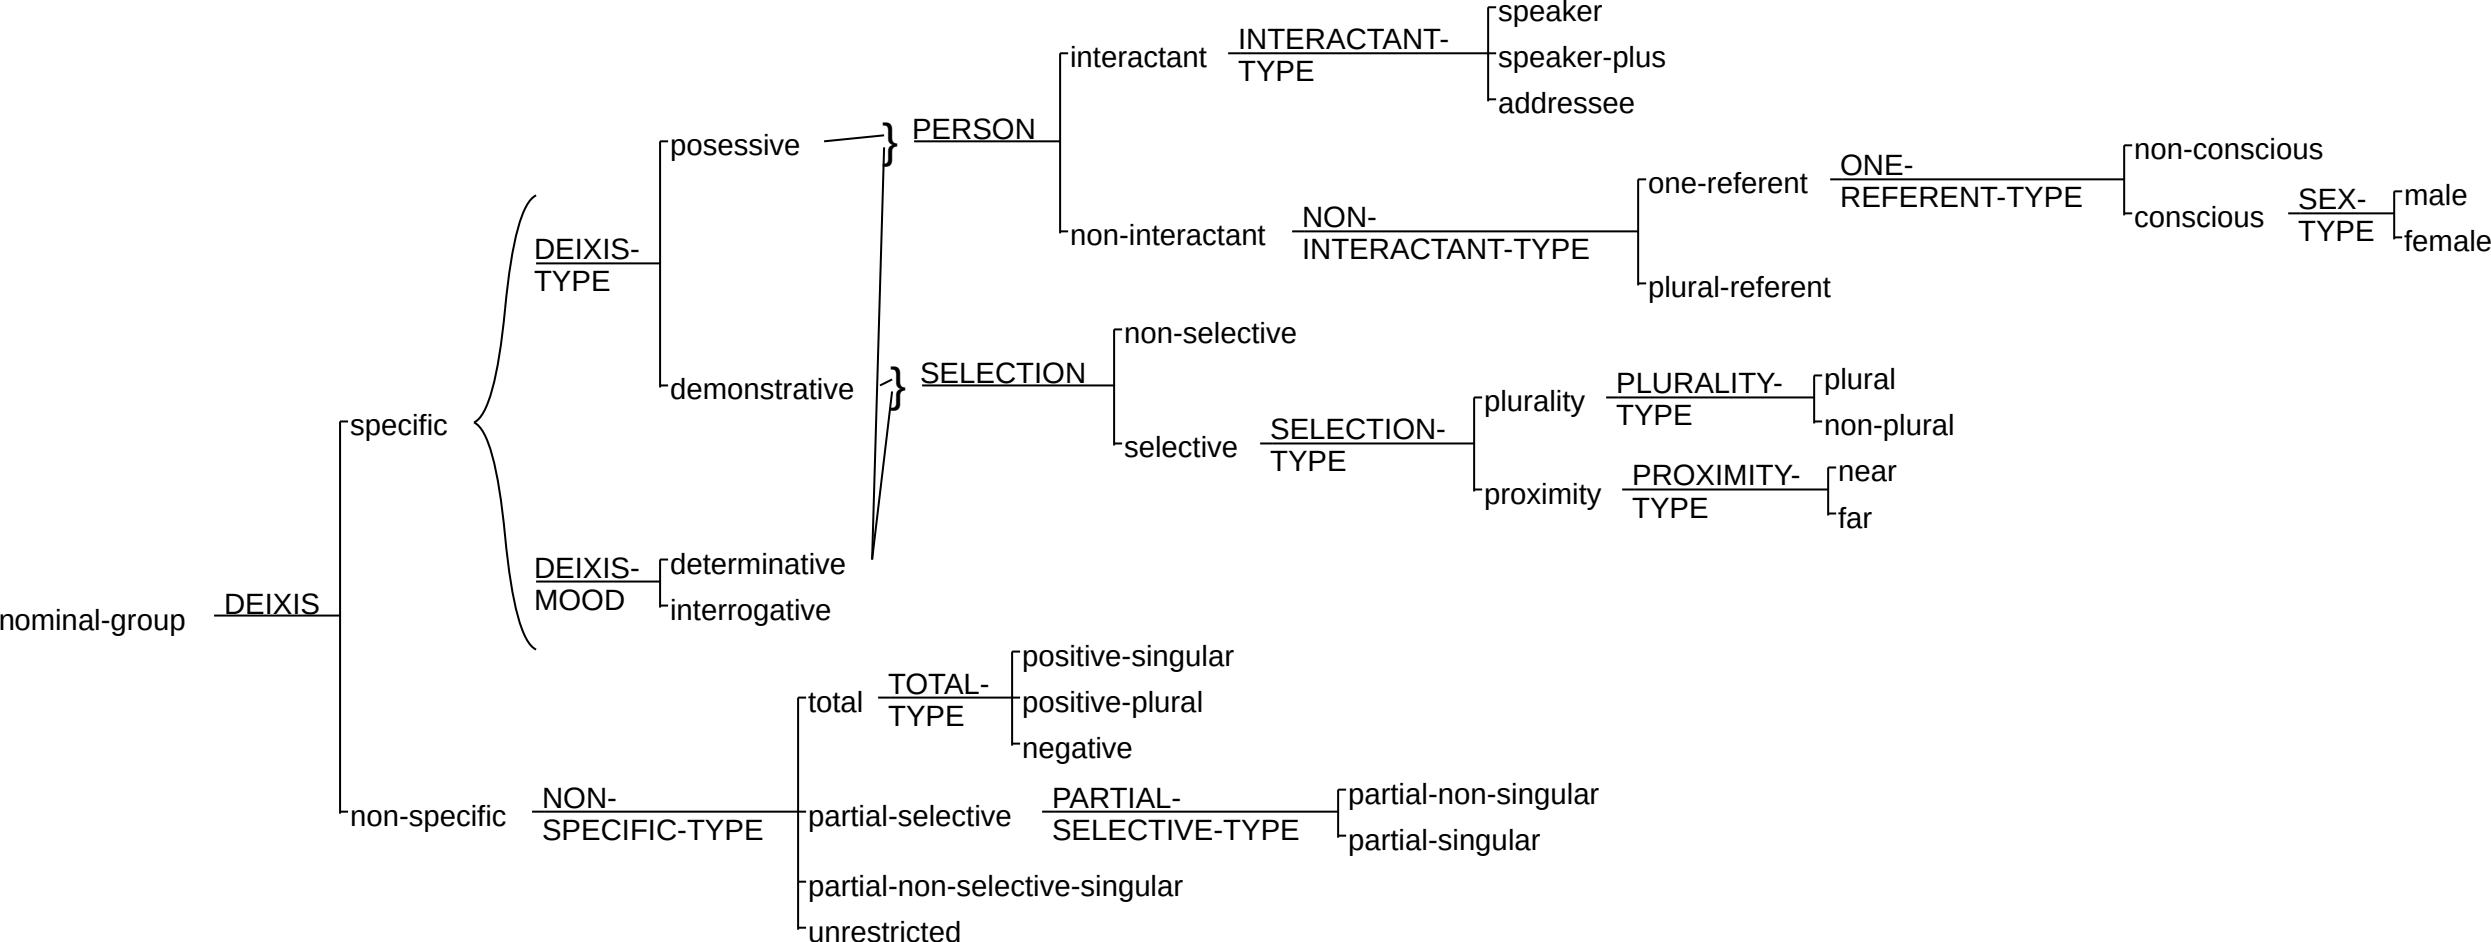 speaker
interactant
INTERACTANT-
TYPE
speaker-plus
addressee
posessive
PERSON
non-interactant
NON-
INTERACTANT-TYPE
one-referent
ONE-
REFERENT-TYPE
non-conscious
conscious
SEX-
TYPE
male
female
plural-referent
DEIXIS-
TYPE
demonstrative
SELECTION
non-selective
selective
SELECTION-
TYPE
plurality
PLURALITY-
TYPE
plural
non-plural
proximity
PROXIMITY-
TYPE
near
far
specific
DEIXIS-
MOOD
determinative
interrogative
nominal-group
DEIXIS
non-specific
NON-
SPECIFIC-TYPE
total
TOTAL-
TYPE
positive-singular
positive-plural
negative
partial-selective
PARTIAL-
SELECTIVE-TYPE
partial-non-singular
partial-singular
partial-non-selective-singular
unrestricted